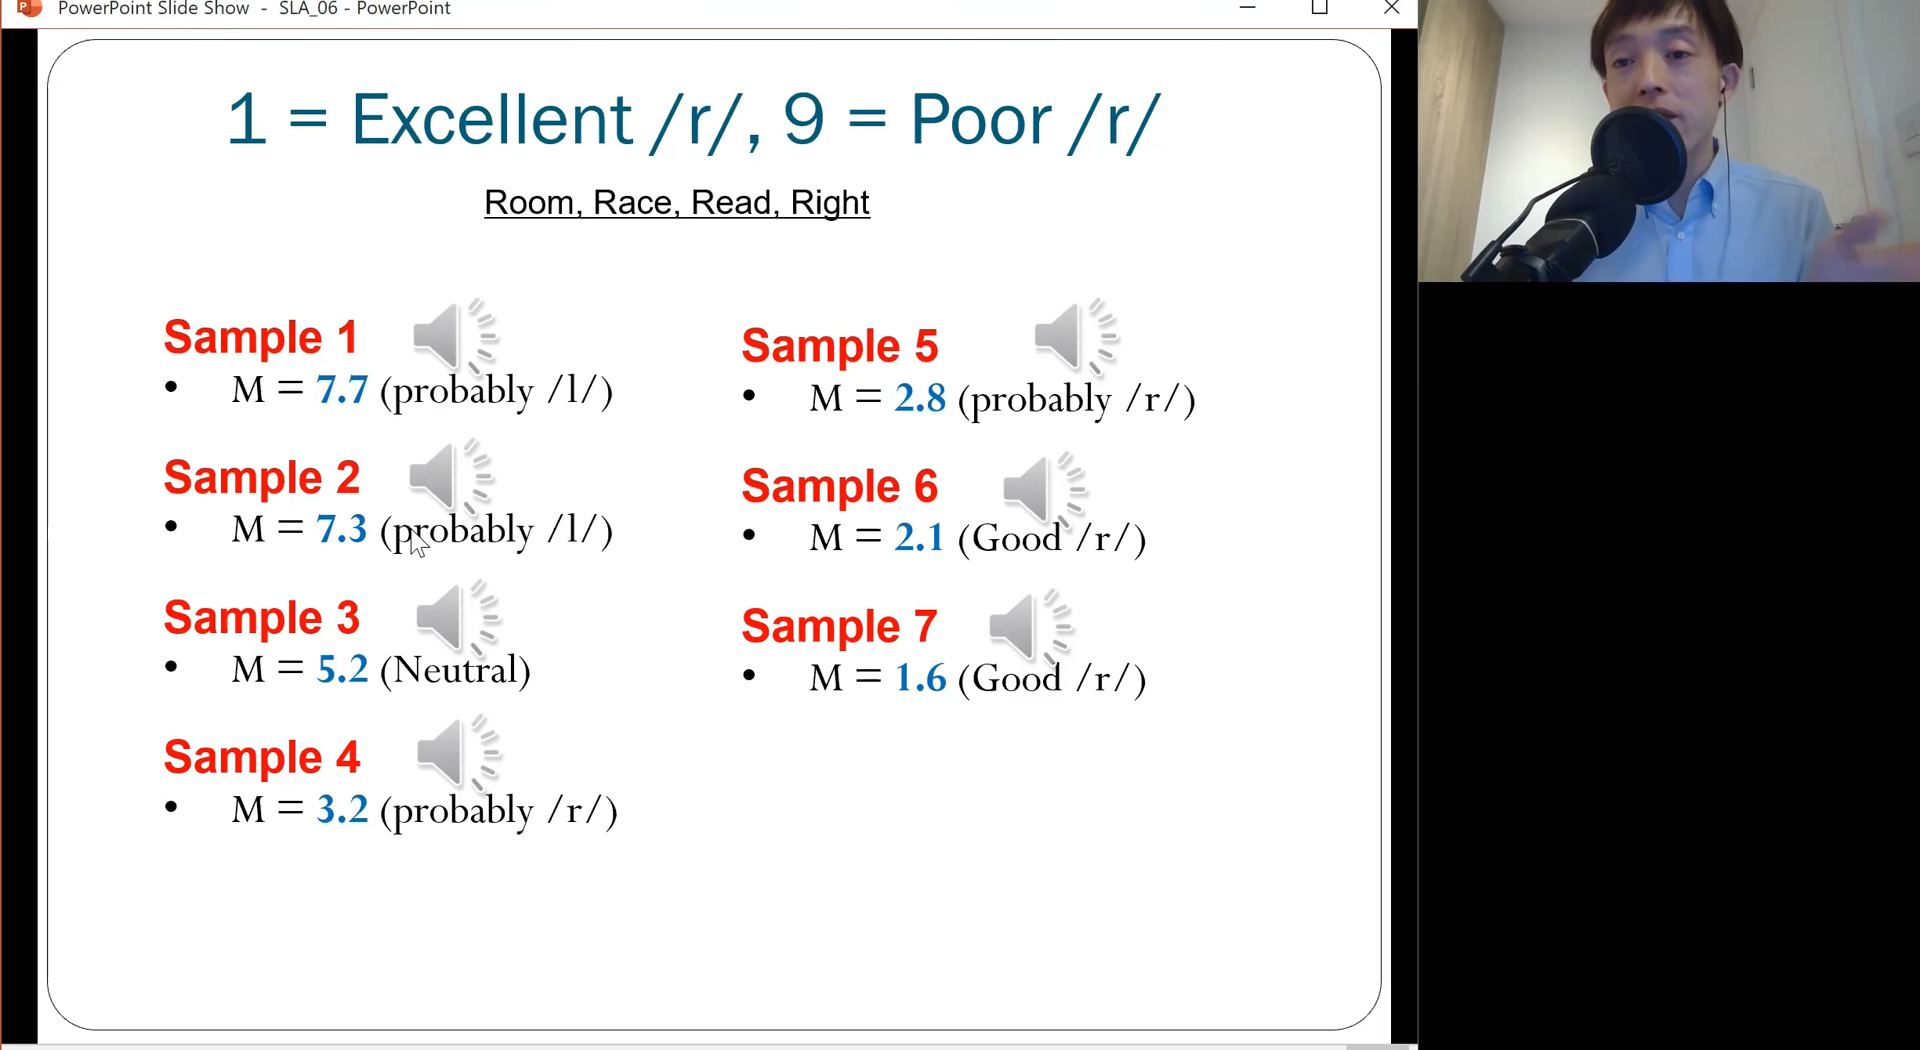 PowerPoint Slide Show - SLA_06 - PowerPoint
1 = Excellent /r/, 9 = Poor /r/
Room, Race, Read, Right
Sample 1
• M = 7.7 (probably /l/)
Sample 2
• M = 7.3 (probably /l/)
Sample 3
• M = 5.2 (Neutral)
Sample 4
• M = 3.2 (probably /r/)
Sample 5
• M = 2.8 (probably /r/)
Sample 6
• M = 2.1 (Good /r/)
Sample 7
• M = 1.6 (Good /r/)